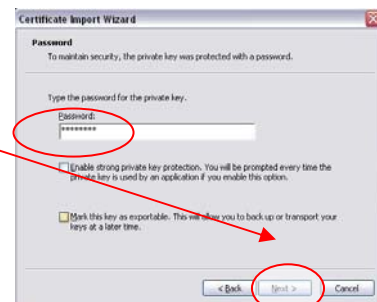 Certificate Import Wizard
Password
To maintain security, the private key was protected with a password.
Type the password for the private key.
Password:
********
Enable strong private key protection. You will be prompted every time the
private key is used by an application if you enable this option.
Mark this key as exportable. This will allow you to back up or transport your
keys at a later time.
< Back
Next >
Cancel